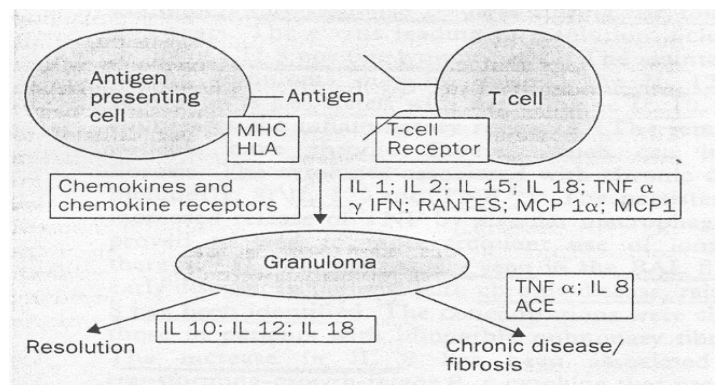 Antigen
presenting
cell
Antigen
T cell
MHC
HLA
T-cell
Receptor
Chemokines and
chemokine receptors
IL 1; IL 2; IL 15; IL 18; TNF α
γ IFN; RANTES; MCP 1α; MCP1
Granuloma
TNF α; IL 8
ACE
IL 10; IL 12; IL 18
Resolution
Chronic disease/
fibrosis